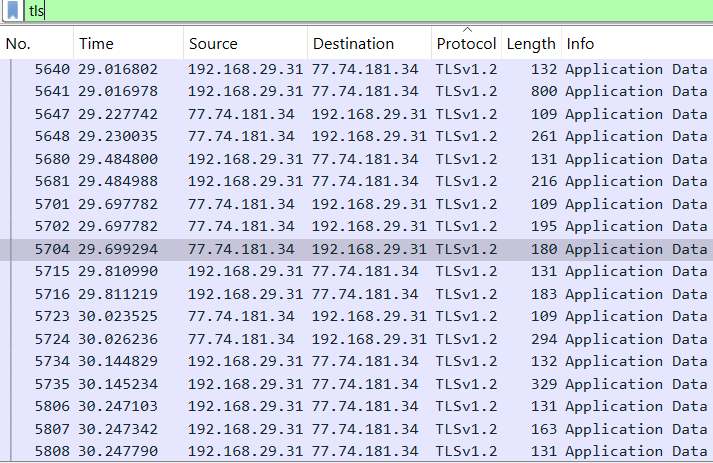 tls
No. Time Source Destination Protocol Length Info
5640 29.016802 192.168.29.31 77.74.181.34 TLSv1.2 132 Application Data
5641 29.016978 192.168.29.31 77.74.181.34 TLSv1.2 800 Application Data
5647 29.227742 77.74.181.34 192.168.29.31 TLSv1.2 109 Application Data
5648 29.230035 77.74.181.34 192.168.29.31 TLSv1.2 261 Application Data
5680 29.484800 192.168.29.31 77.74.181.34 TLSv1.2 131 Application Data
5681 29.484988 192.168.29.31 77.74.181.34 TLSv1.2 216 Application Data
5701 29.697782 77.74.181.34 192.168.29.31 TLSv1.2 109 Application Data
5702 29.697782 77.74.181.34 192.168.29.31 TLSv1.2 195 Application Data
5704 29.699294 77.74.181.34 192.168.29.31 TLSv1.2 180 Application Data
5715 29.810990 192.168.29.31 77.74.181.34 TLSv1.2 131 Application Data
5716 29.811219 192.168.29.31 77.74.181.34 TLSv1.2 183 Application Data
5723 30.023525 77.74.181.34 192.168.29.31 TLSv1.2 109 Application Data
5724 30.026236 77.74.181.34 192.168.29.31 TLSv1.2 294 Application Data
5734 30.144829 192.168.29.31 77.74.181.34 TLSv1.2 132 Application Data
5735 30.145234 192.168.29.31 77.74.181.34 TLSv1.2 329 Application Data
5806 30.247103 192.168.29.31 77.74.181.34 TLSv1.2 131 Application Data
5807 30.247342 192.168.29.31 77.74.181.34 TLSv1.2 163 Application Data
5808 30.247790 192.168.29.31 77.74.181.34 TLSv1.2 131 Application Data